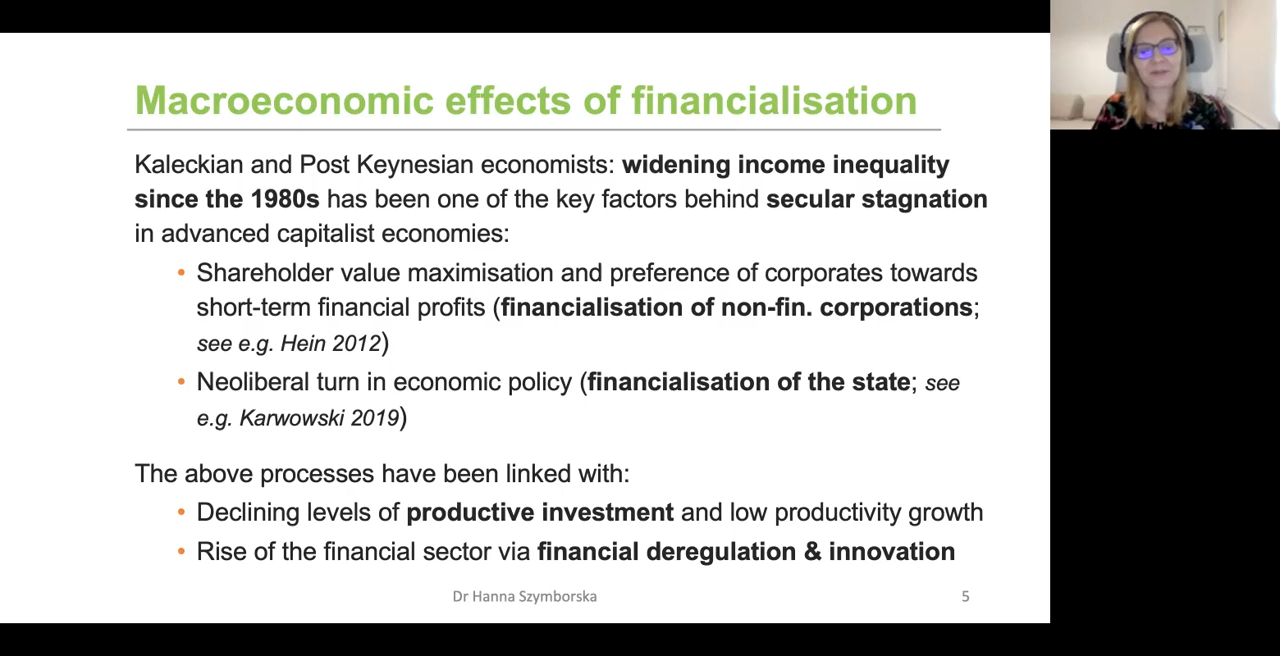 Macroeconomic effects of financialisation
Kaleckian and Post Keynesian economists: widening income inequality
since the 1980s has been one of the key factors behind secular stagnation
in advanced capitalist economies:
• Shareholder value maximisation and preference of corporates towards
short-term financial profits (financialisation of non-fin. corporations;
see e.g. Hein 2012)
• Neoliberal turn in economic policy (financialisation of the state; see
e.g. Karwowski 2019)
The above processes have been linked with:
• Declining levels of productive investment and low productivity growth
• Rise of the financial sector via financial deregulation & innovation
Dr Hanna Szymborska
5